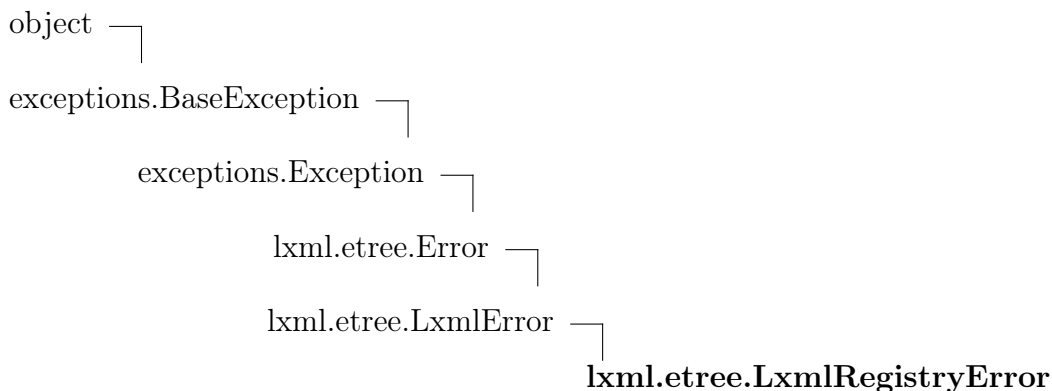 object
exceptions.BaseException
exceptions.Exception
lxml.etree.Error
lxml.etree.LxmlError
lxml.etree.LxmlRegistryError